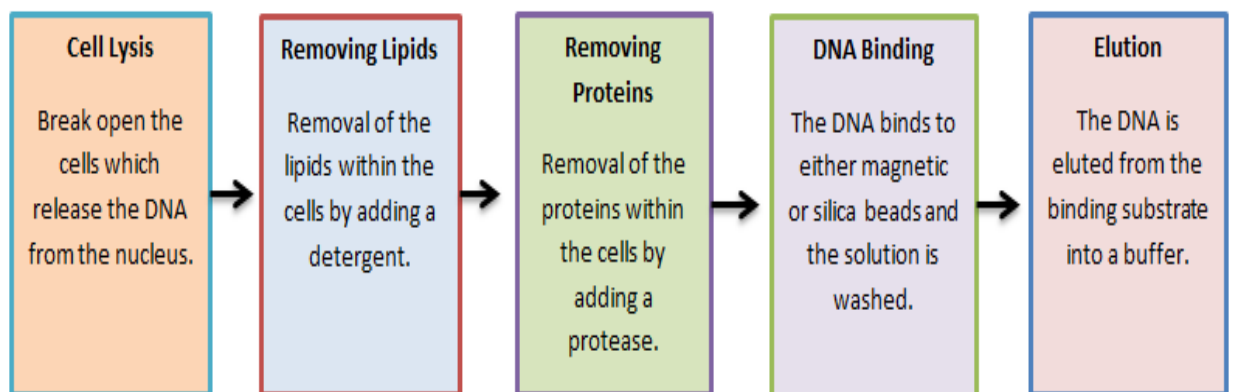 Cell Lysis
Break open the
cells which
release the DNA
from the nucleus.
Removing Lipids
Removal of the
lipids within the
cells by adding a
detergent.
Removing
Proteins
Removal of the
proteins within
the cells by
adding a
protease.
DNA Binding
The DNA binds to
either magnetic
or silica beads and
the solution is
washed.
Elution
The DNA is
eluted from the
binding substrate
into a buffer.